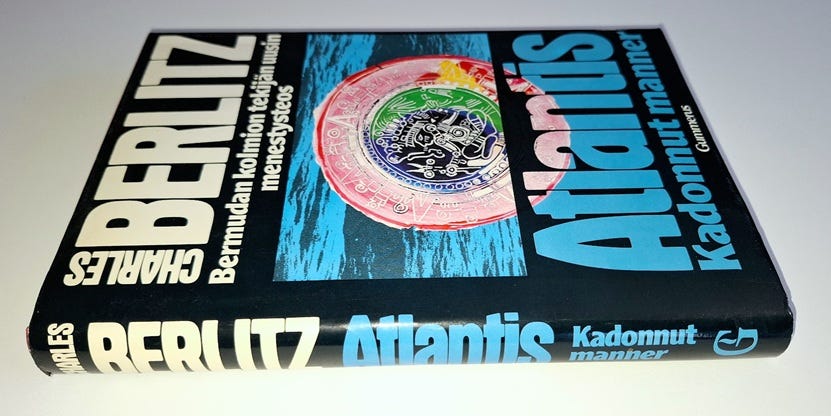 CHARLES
BERLITZ
Bermudan kolmion tekijän uusin
menestysteos
Atlantis
Kadonnut manner
Gummerus
CHARLES
BERLITZ
Atlantis
Kadonnut
manner
G